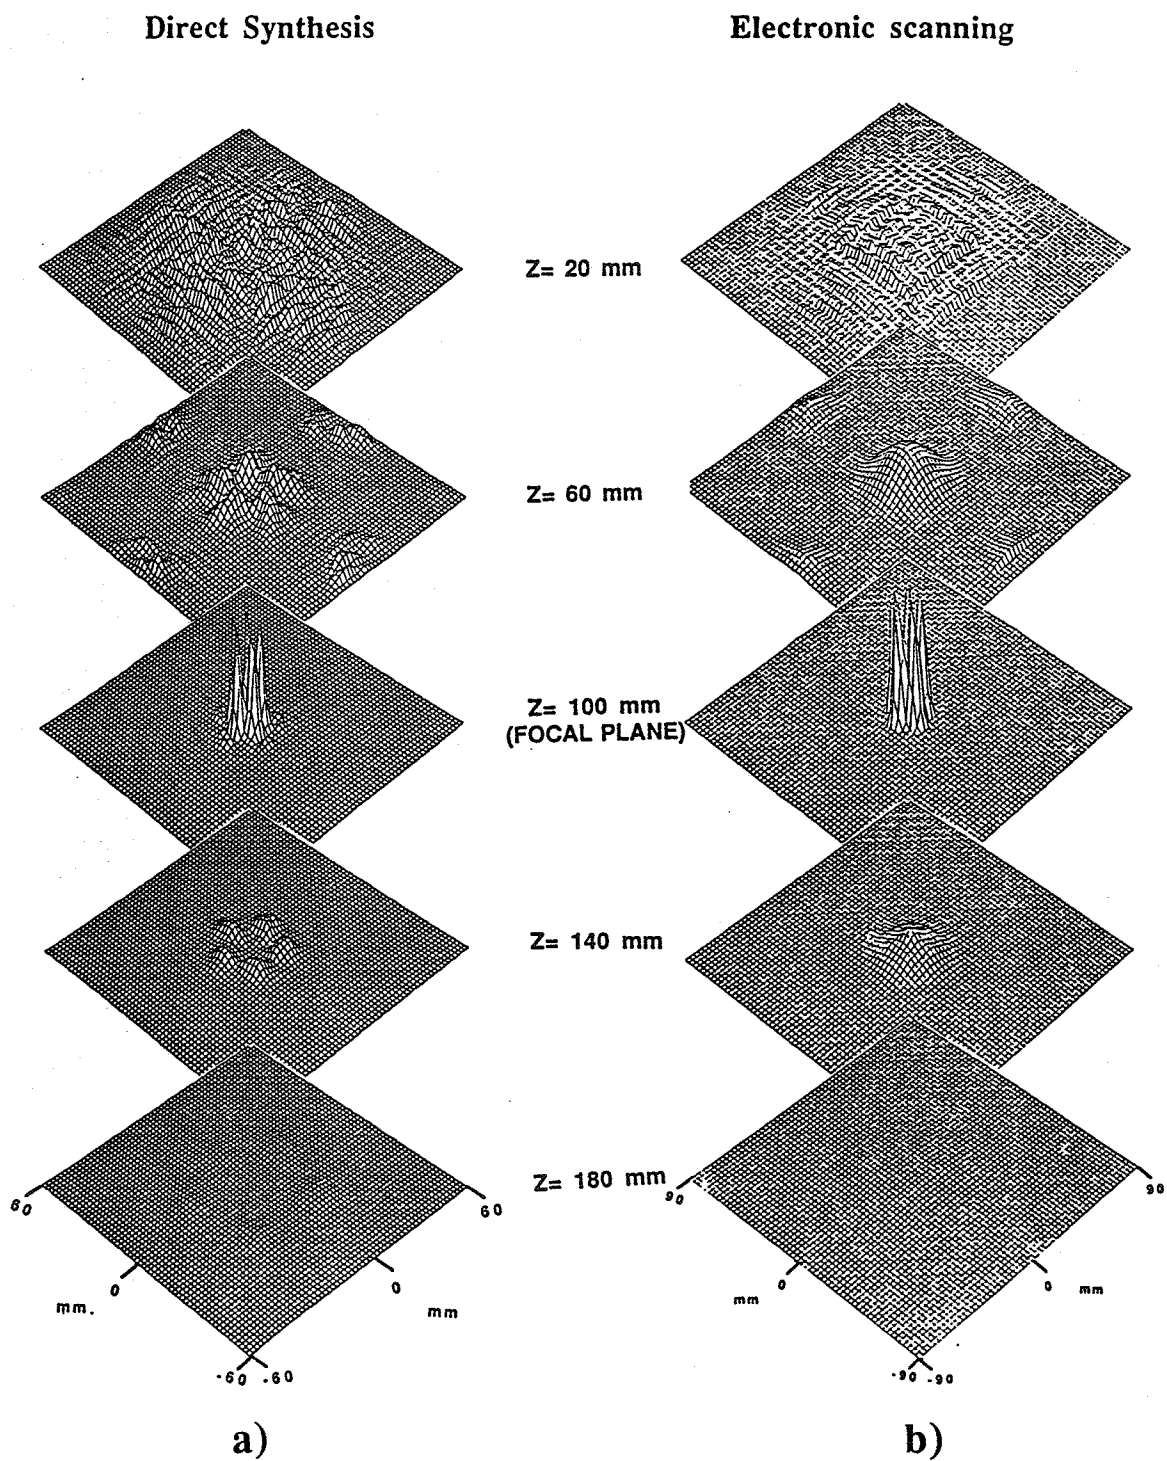 Direct Synthesis
Electronic scanning
Z= 20 mm
Z= 60 mm
Z= 100 mm
(FOCAL PLANE)
Z= 140 mm
Z= 180 mm
60
60
90
90
0
0
0
0
mm.
mm
mm
mm
-60 -60
-90 -90
a)
b)